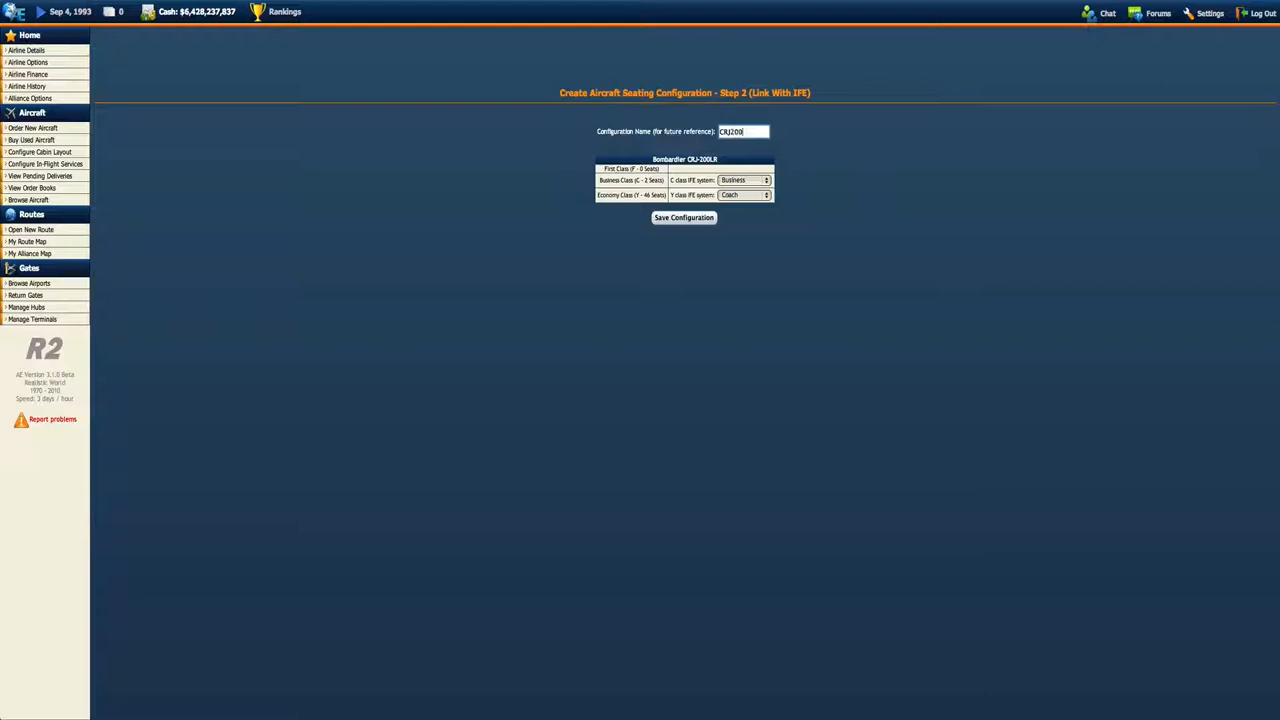 Sep 4, 1993 0 Cash: $6,428,237,837 Rankings Chat Forums Settings Log Out
Home
Airline Details
Airline Options
Airline Finance
Airline History
Alliance Options
Aircraft
Order New Aircraft
Buy Used Aircraft
Configure Cabin Layout
Configure In-Flight Services
View Pending Deliveries
View Order Books
Browse Aircraft
Routes
Open New Route
My Route Map
My Alliance Map
Gates
Browse Airports
Return Gates
Manage Hubs
Manage Terminals
R2
AE Version 3.1.0 Beta
Realistic World
1970 - 2010
Speed: 3 days / hour
Report problems
Create Aircraft Seating Configuration - Step 2 (Link With IFE)
Configuration Name (for future reference): CRJ200
Bombardier CRJ-200LR
First Class (F - 0 Seats)
Business Class (C - 2 Seats) C class IFE system: Business
Economy Class (Y - 46 Seats) Y class IFE system: Coach
Save Configuration